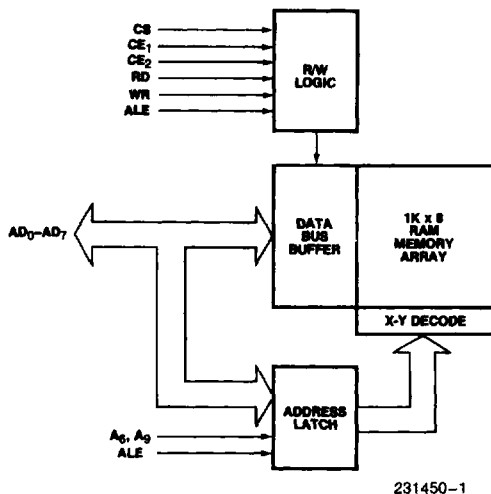 CS
CE1
CE2
RD
WR
ALE
R/W
LOGIC
AD0–AD7
DATA
BUS
BUFFER
1K x 8
RAM
MEMORY
ARRAY
X-Y DECODE
ADDRESS
LATCH
A8, A9
ALE
231450–1